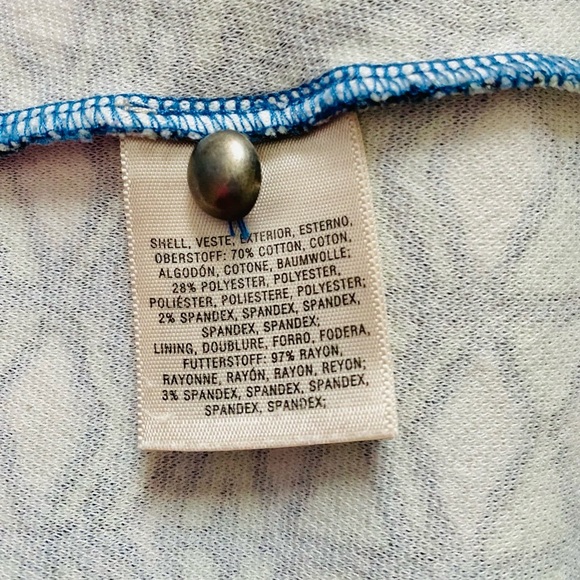 SHELL, VESTE, EXTERIOR, ESTERNO,
OBERSTOFF: 70% COTTON, COTON,
ALGODÓN, COTONE, BAUMWOLLE;
28% POLYESTER, POLYESTER,
POLIÉSTER, POLIESTERE, POLYESTER;
2% SPANDEX, SPANDEX, SPANDEX,
SPANDEX, SPANDEX;
LINING, DOUBLURE, FORRO, FODERA,
FUTTERSTOFF: 97% RAYON,
RAYONNE, RAYÓN, RAYON, REYON;
3% SPANDEX, SPANDEX, SPANDEX,
SPANDEX, SPANDEX;